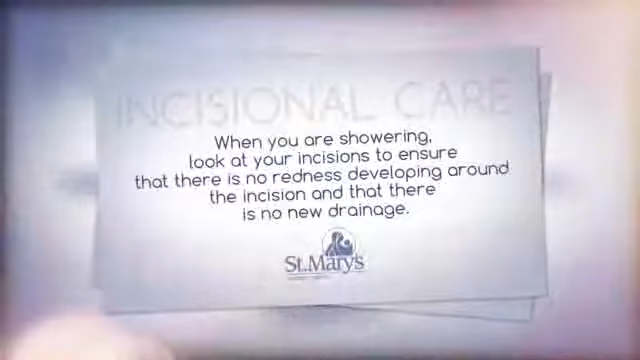 INCISIONAL CARE
When you are showering,
look at your incisions to ensure
that there is no redness developing around
the incision and that there
is no new drainage.
St. Mary's